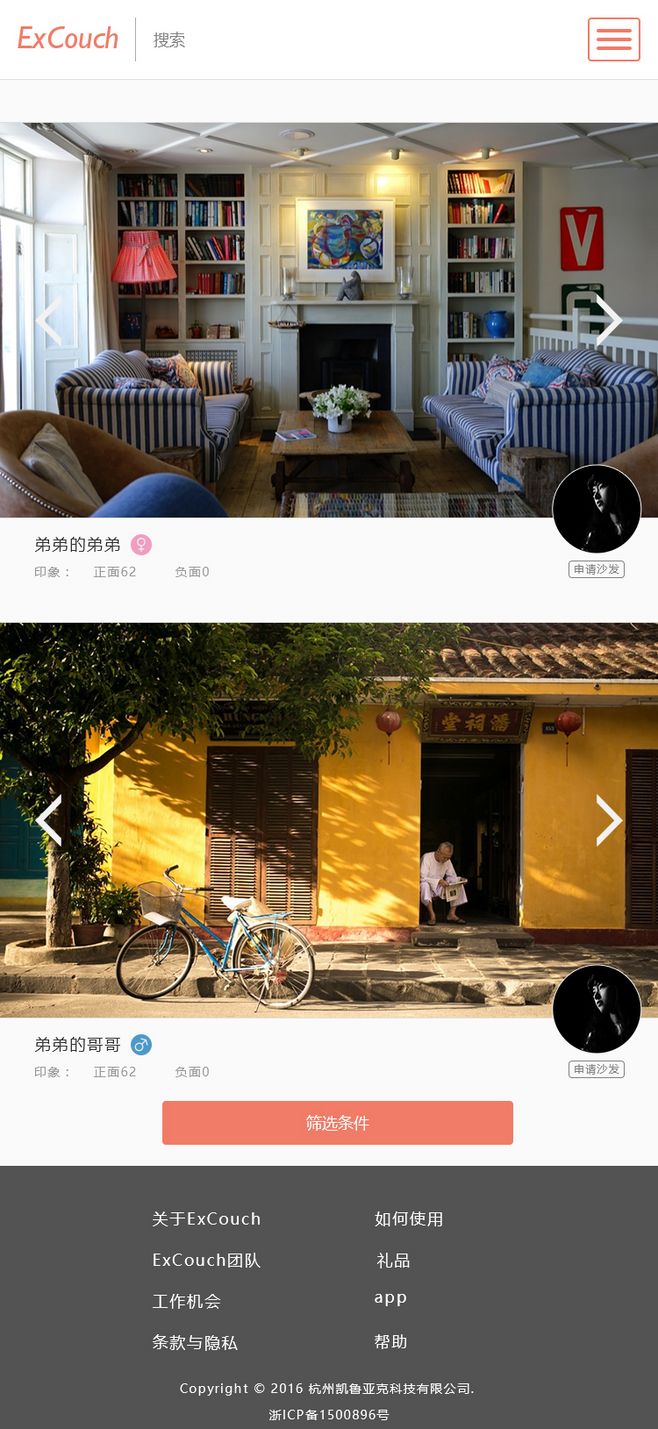 ExCouch 搜索
V
弟弟的弟弟
印象： 正面62 负面0
申请沙发
堂祠潘
弟弟的哥哥
印象： 正面62 负面0
申请沙发
筛选条件
关于ExCouch 如何使用
ExCouch团队 礼品
工作机会 app
条款与隐私 帮助
Copyright © 2016 杭州凯鲁亚克科技有限公司.
浙ICP备1500896号